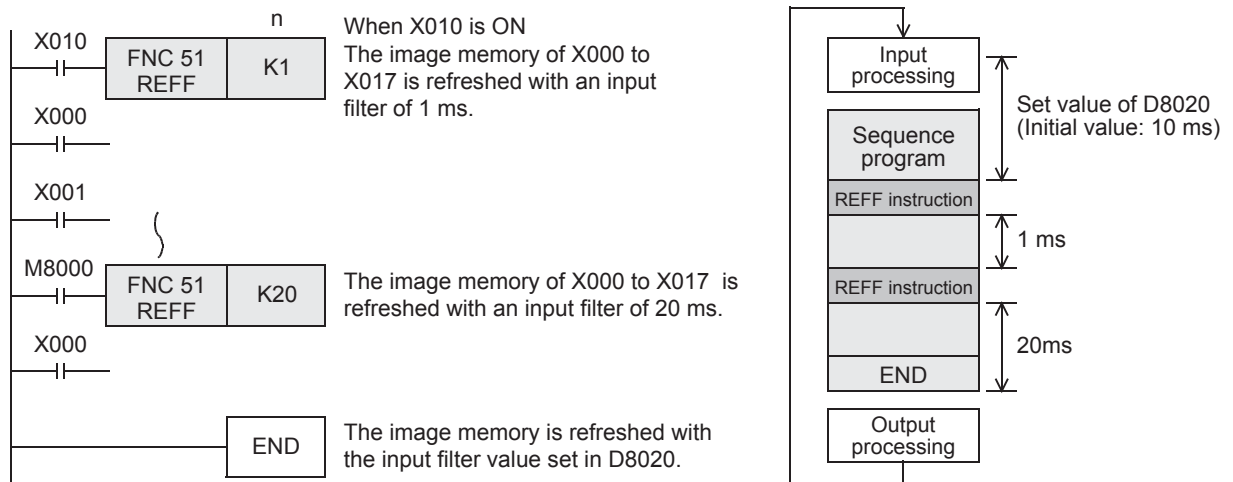 n
X010
FNC 51
REFF
K1
When X010 is ON
The image memory of X000 to
X017 is refreshed with an input
filter of 1 ms.
X000
X001
M8000
FNC 51
REFF
K20
The image memory of X000 to X017 is
refreshed with an input filter of 20 ms.
X000
END
The image memory is refreshed with
the input filter value set in D8020.
Input
processing
Set value of D8020
(Initial value: 10 ms)
Sequence
program
REFF instruction
1 ms
REFF instruction
20ms
END
Output
processing